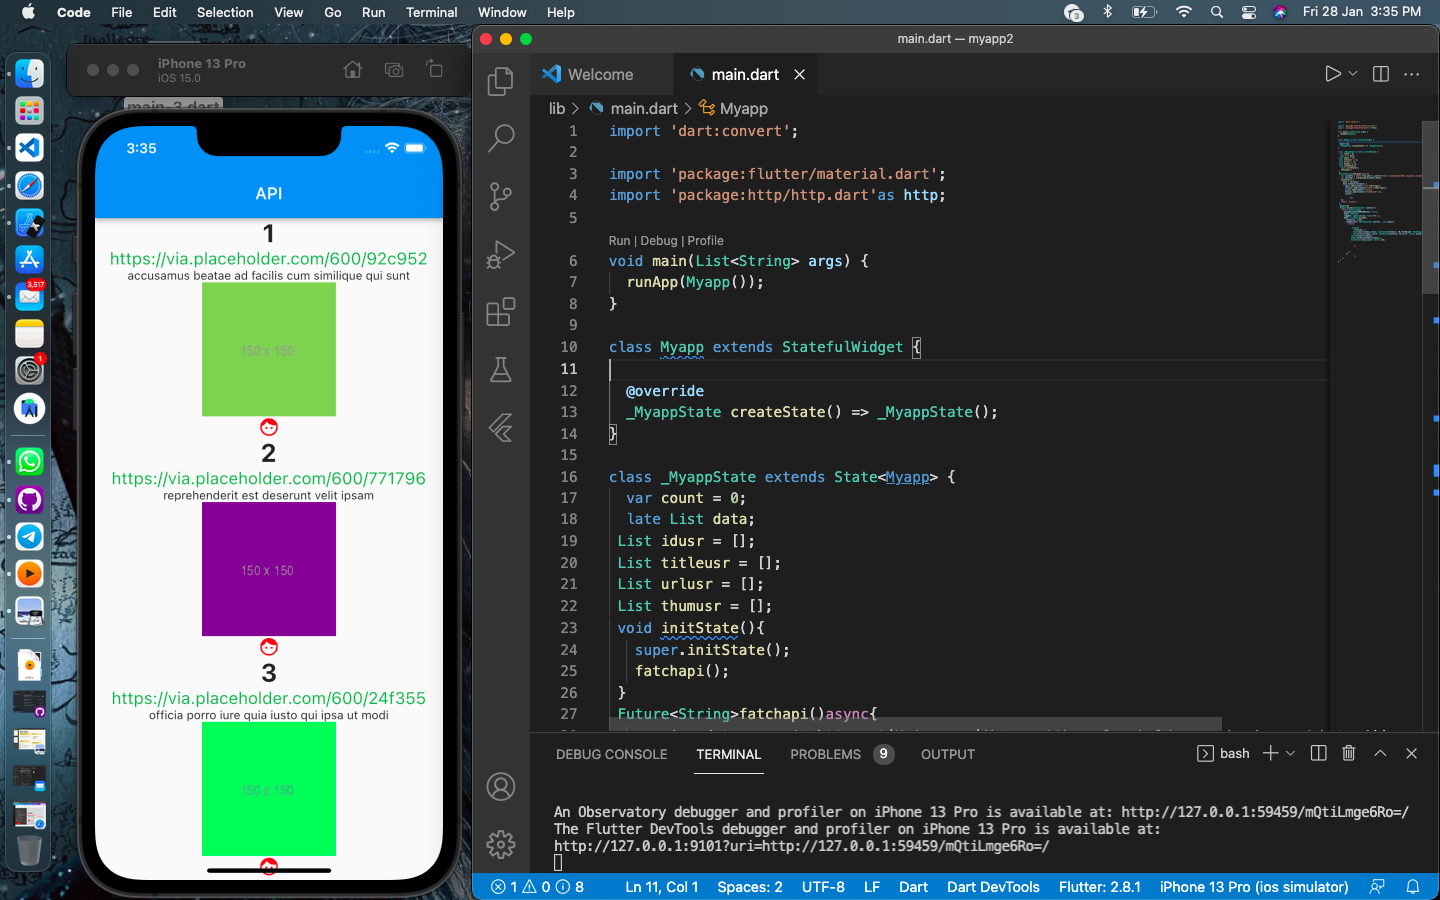 Code File Edit Selection View Go Run Terminal Window Help
3
Fri 28 Jan 3:35 PM
iPhone 13 Pro
iOS 15.0
main_3.dart
3,517
1
3:35
API
1
https://via.placeholder.com/600/92c952
accusamus beatae ad facilis cum similique qui sunt
150 x 150
2
https://via.placeholder.com/600/771796
reprehenderit est deserunt velit ipsam
150 x 150
3
https://via.placeholder.com/600/24f355
officia porro iure quia iusto qui ipsa ut modi
150 x 150
main.dart — myapp2
Welcome
main.dart
lib > main.dart > Myapp
1 import 'dart:convert';
2
3 import 'package:flutter/material.dart';
4 import 'package:http/http.dart'as http;
5
Run | Debug | Profile
6 void main(List<String> args) {
7 runApp(Myapp());
8 }
9
10 class Myapp extends StatefulWidget {
11
12 @override
13 _MyappState createState() => _MyappState();
14 }
15
16 class _MyappState extends State<Myapp> {
17 var count = 0;
18 late List data;
19 List idusr = [];
20 List titleusr = [];
21 List urlusr = [];
22 List thumusr = [];
23 void initState(){
24 super.initState();
25 fatchapi();
26 }
27 Future<String>fatchapi()async{
DEBUG CONSOLE TERMINAL PROBLEMS 9 OUTPUT
bash
An Observatory debugger and profiler on iPhone 13 Pro is available at: http://127.0.0.1:59459/mQtiLmge6Ro=/
The Flutter DevTools debugger and profiler on iPhone 13 Pro is available at:
http://127.0.0.1:9101?uri=http://127.0.0.1:59459/mQtiLmge6Ro=/
1 0 8
Ln 11, Col 1 Spaces: 2 UTF-8 LF Dart Dart DevTools Flutter: 2.8.1 iPhone 13 Pro (ios simulator)